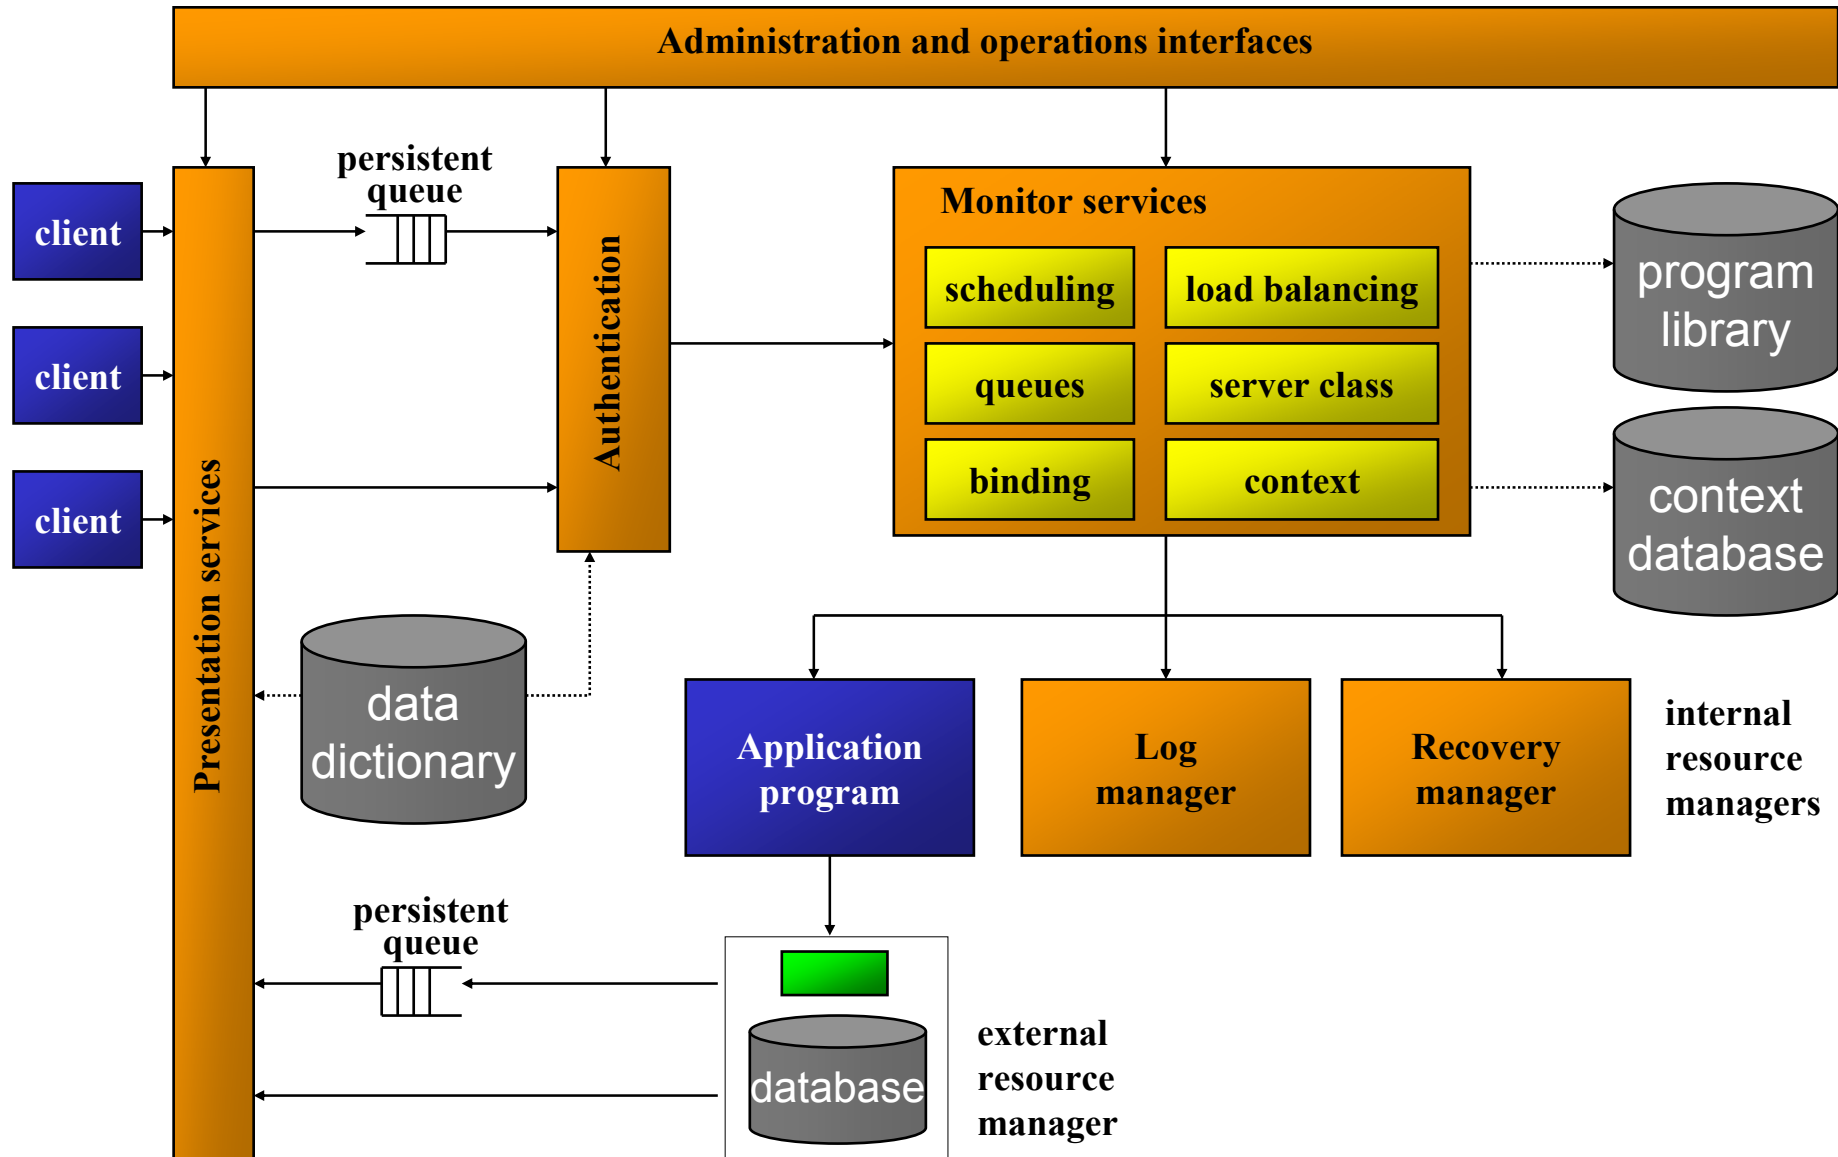 Administration and operations interfaces
persistent
queue
client
client
client
Presentation services
Authentication
Monitor services
scheduling
load balancing
queues
server class
binding
context
program
library
context
database
data
dictionary
Application
program
Log
manager
Recovery
manager
internal
resource
managers
persistent
queue
database
external
resource
manager